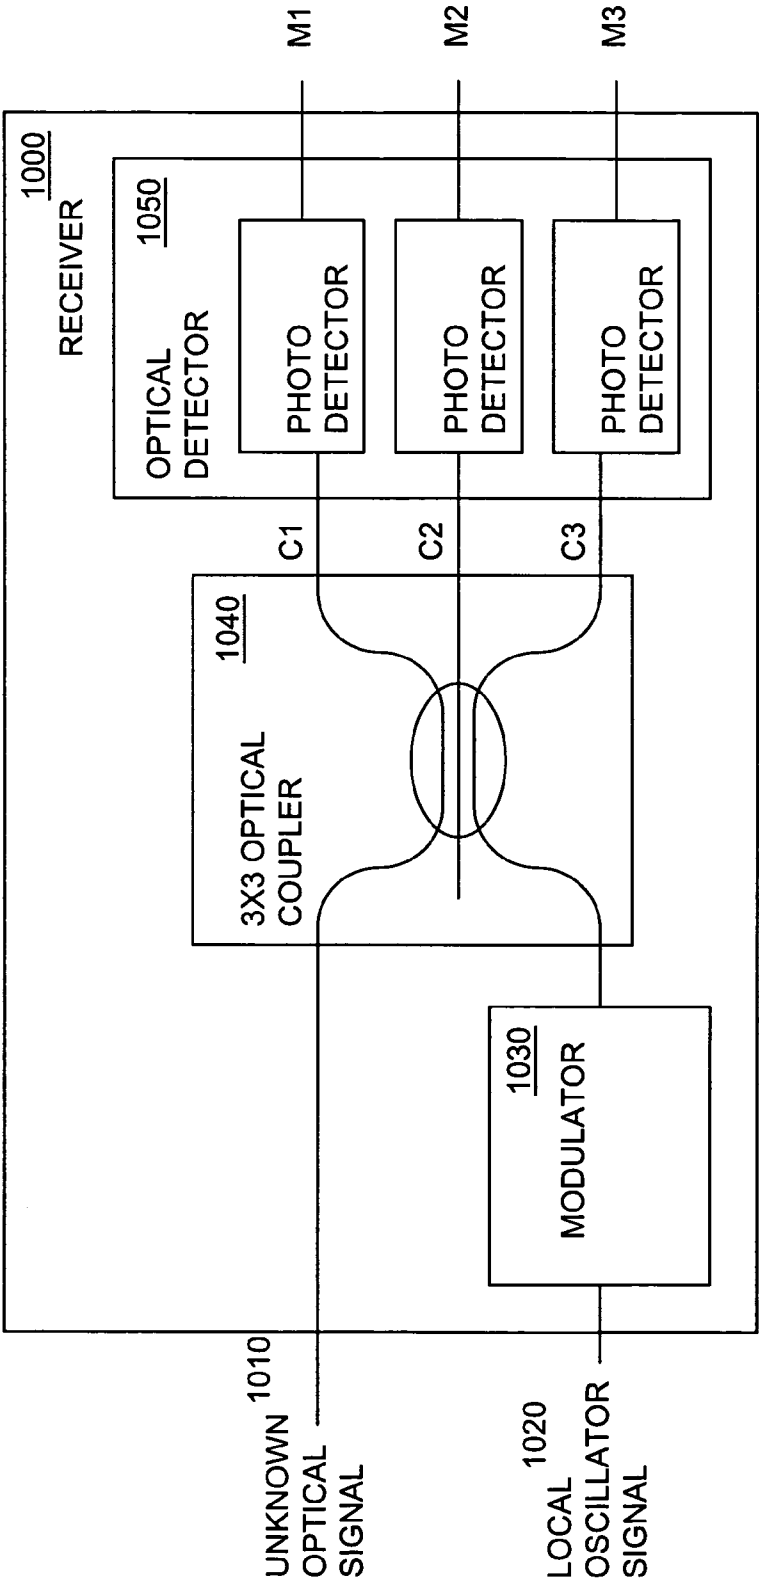 RECEIVER
1000
OPTICAL
DETECTOR
1050
PHOTO
DETECTOR
M1
PHOTO
DETECTOR
M2
PHOTO
DETECTOR
M3
C1
C2
C3
3X3 OPTICAL
COUPLER
1040
MODULATOR
1030
UNKNOWN
OPTICAL
SIGNAL
1010
LOCAL
OSCILLATOR
SIGNAL
1020